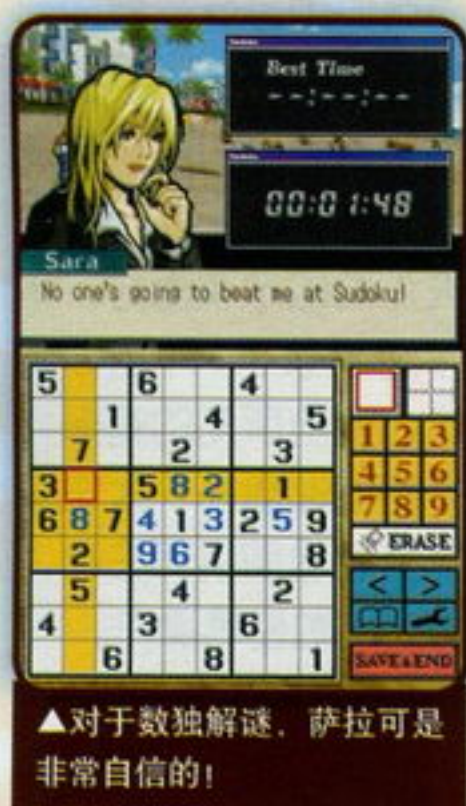 Best Time
--:--:--
00:01:48
Sara
No one's going to beat me at Sudoku!
5 6 4
1 4 5
7 2 3
3 5 8 2 1
6 8 7 4 1 3 2 5 9
2 9 6 7 8
5 4 2
4 3 6
6 8 1
1 2 3
4 5 6
7 8 9
ERASE
< >
SAVE & END
▲对于数独解谜．萨拉可是
非常自信的！